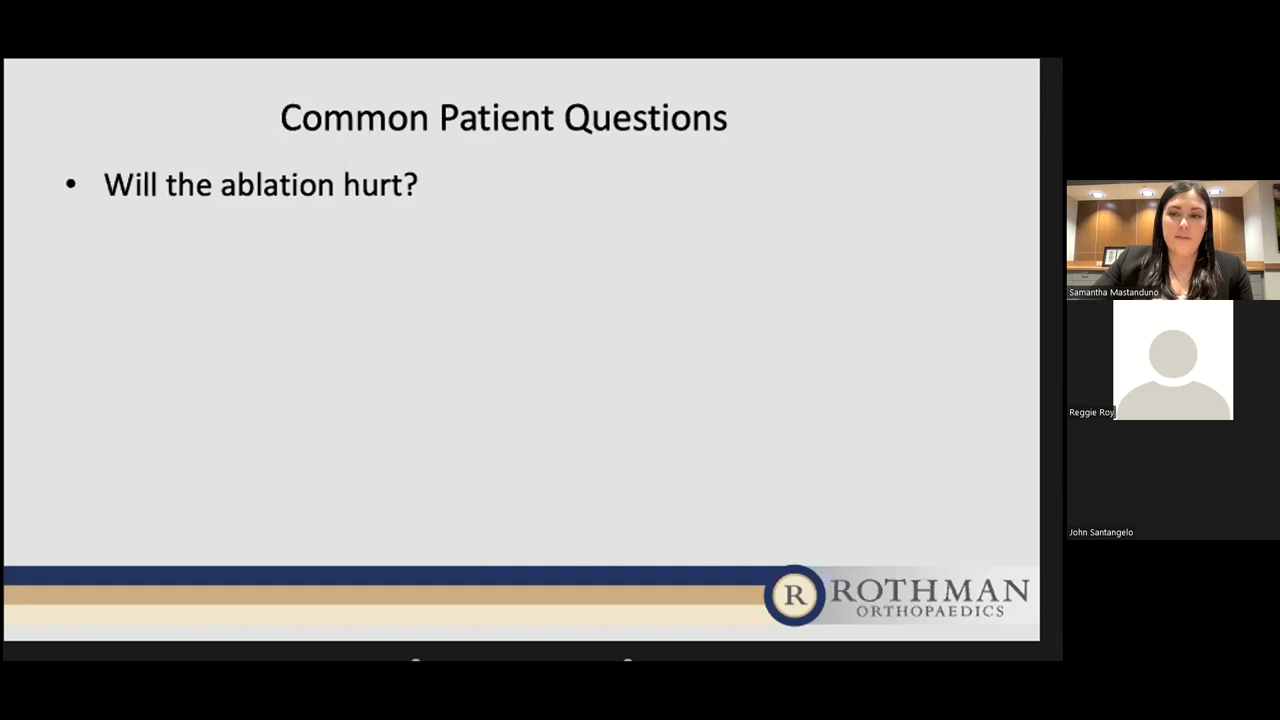 Common Patient Questions
• Will the ablation hurt?
R ROTHMAN
ORTHOPAEDICS
Samantha Mastanduno
Reggie Roy
John Santangelo